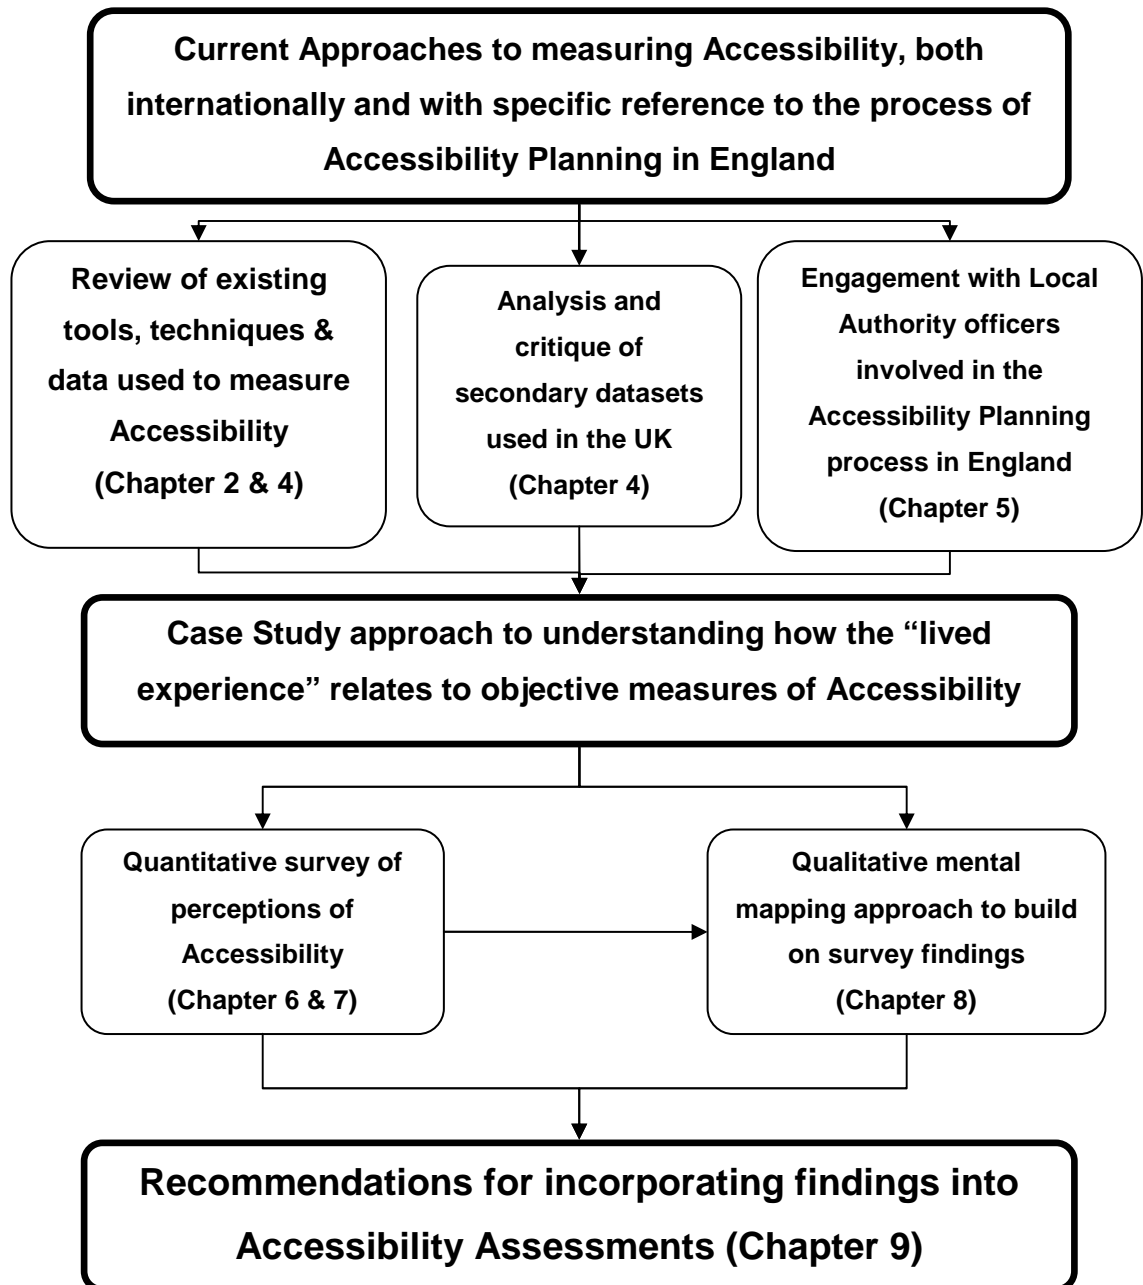 Current Approaches to measuring Accessibility, both
internationally and with specific reference to the process of
Accessibility Planning in England
Review of existing
tools, techniques &
data used to measure
Accessibility
(Chapter 2 & 4)
Analysis and
critique of
secondary datasets
used in the UK
(Chapter 4)
Engagement with Local
Authority officers
involved in the
Accessibility Planning
process in England
(Chapter 5)
Case Study approach to understanding how the “lived
experience” relates to objective measures of Accessibility
Quantitative survey of
perceptions of
Accessibility
(Chapter 6 & 7)
Qualitative mental
mapping approach to build
on survey findings
(Chapter 8)
Recommendations for incorporating findings into
Accessibility Assessments (Chapter 9)